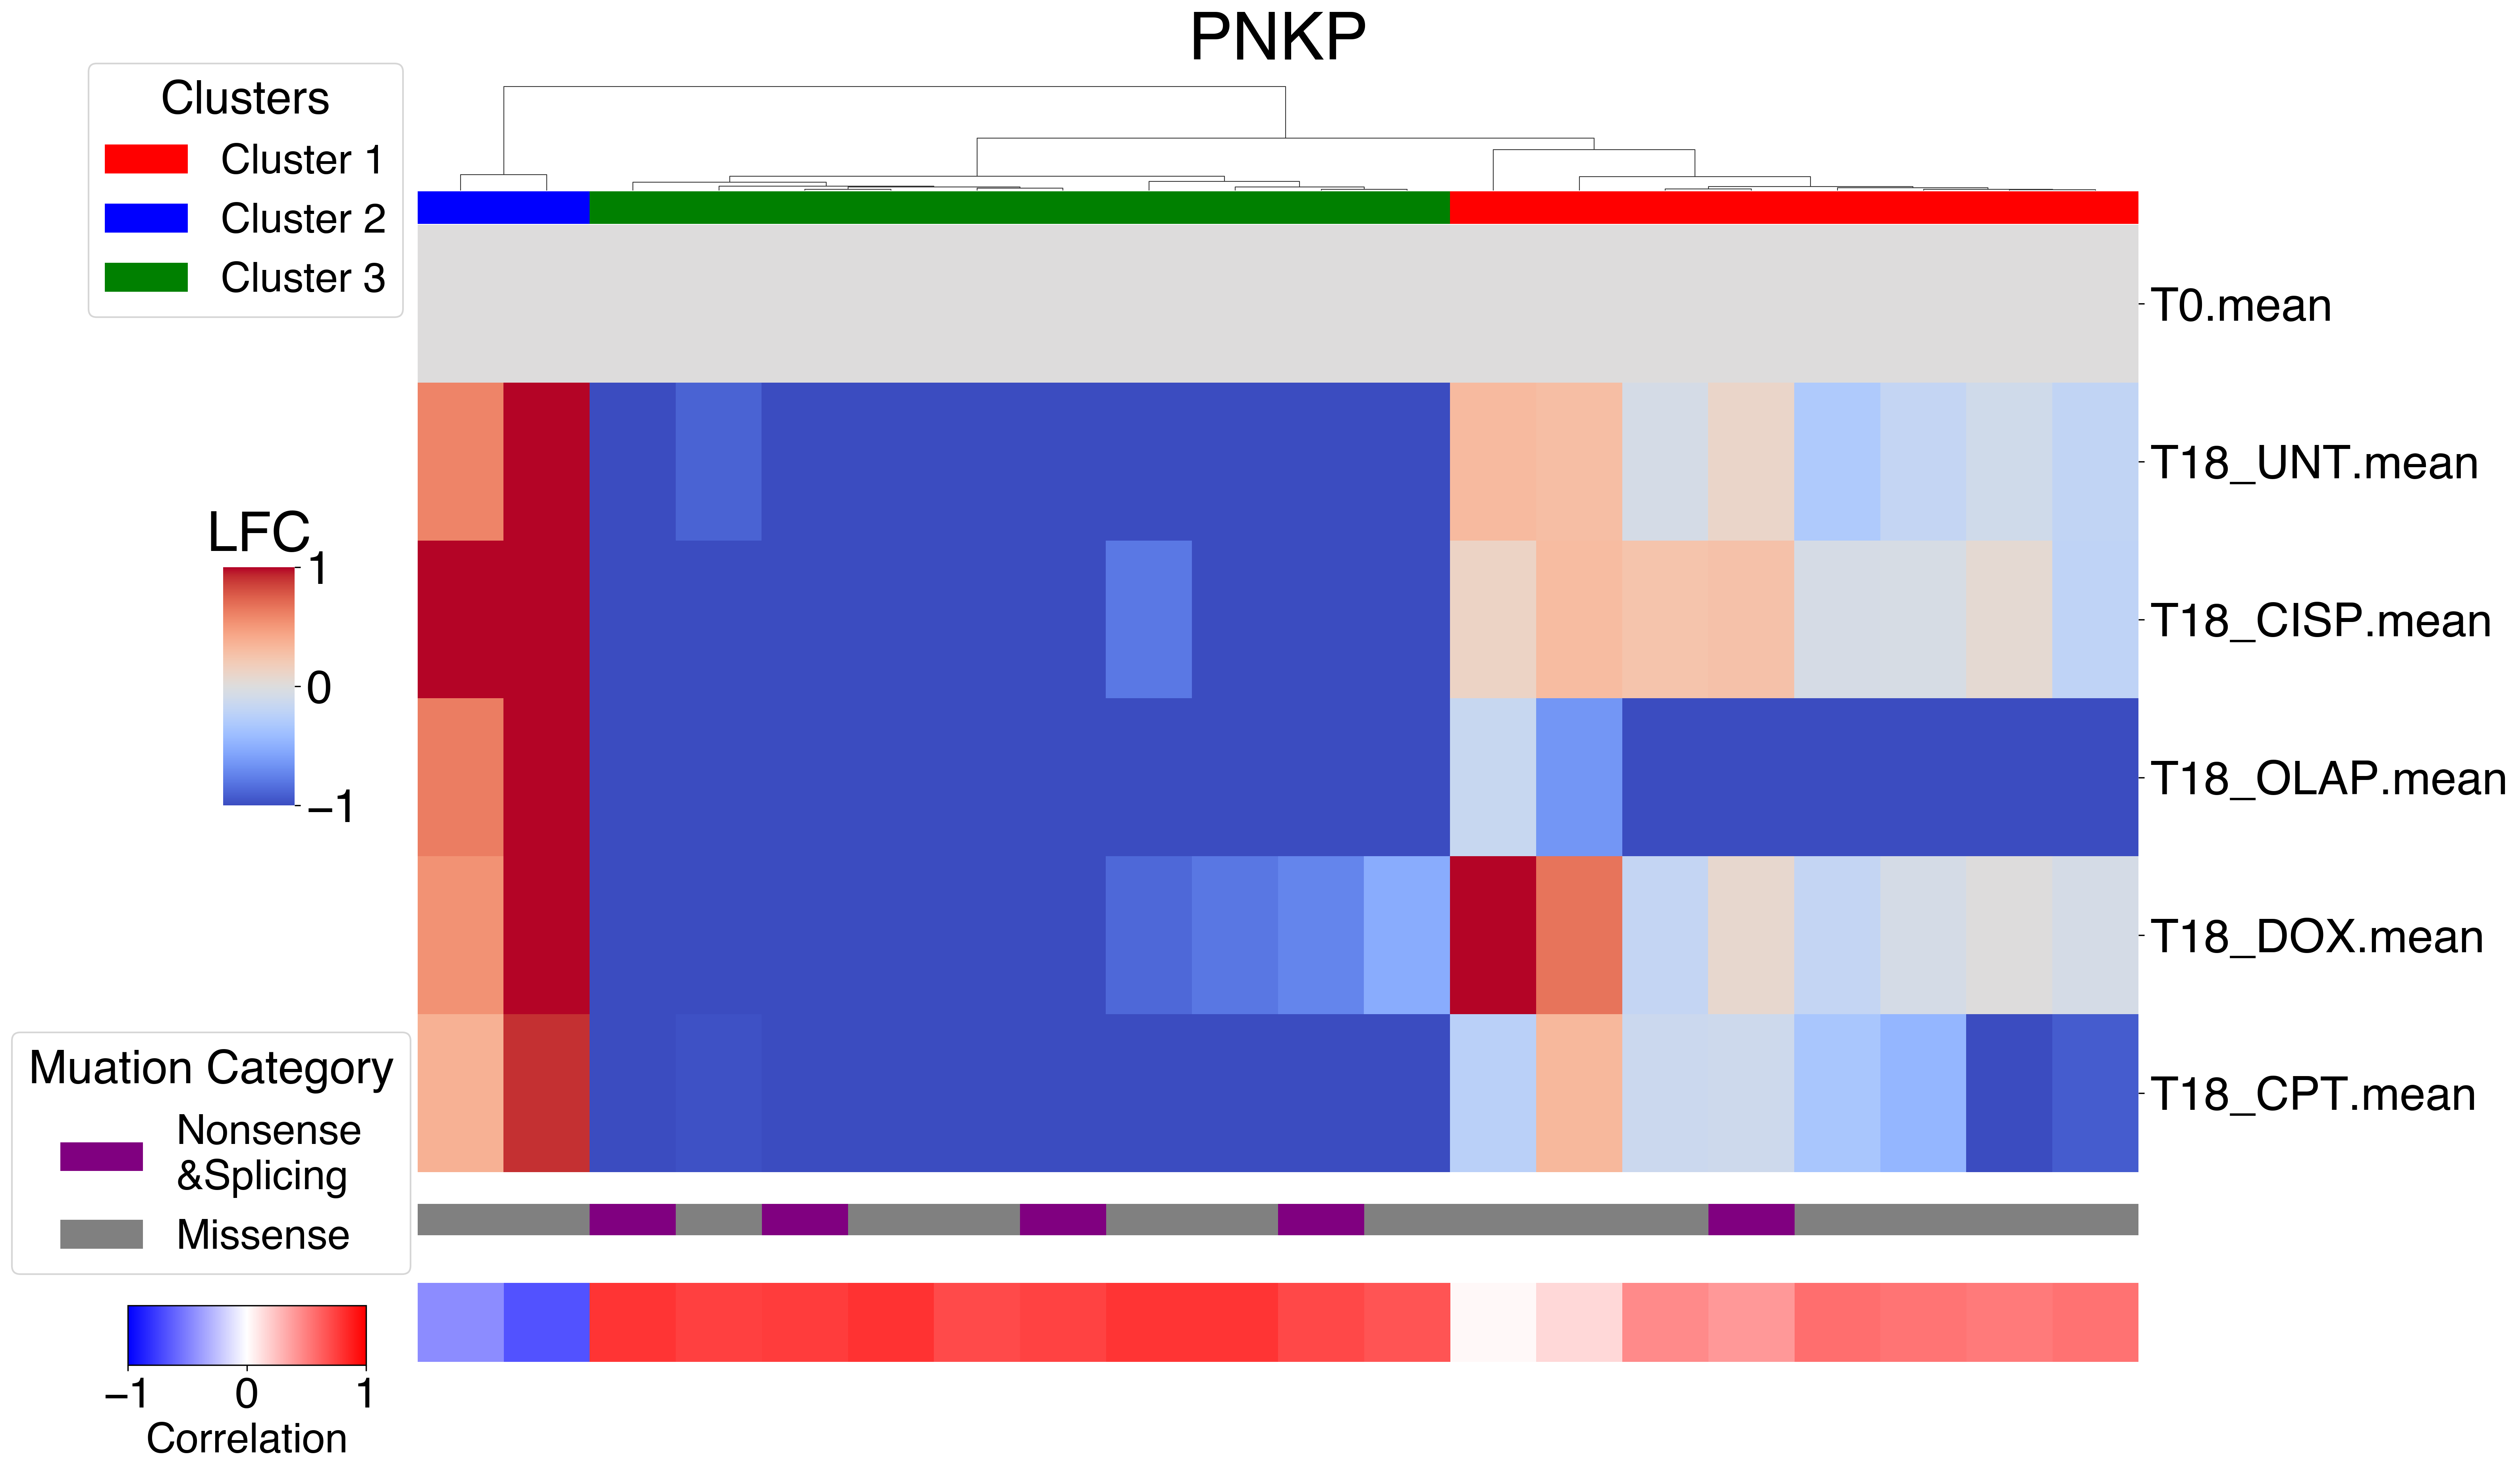 PNKP
Clusters
Cluster 1
Cluster 2
Cluster 3
T0.mean
T18_UNT.mean
LFC
1
0
−1
T18_CISP.mean
T18_OLAP.mean
T18_DOX.mean
T18_CPT.mean
Muation Category
Nonsense
&Splicing
Missense
−1 0 1
Correlation